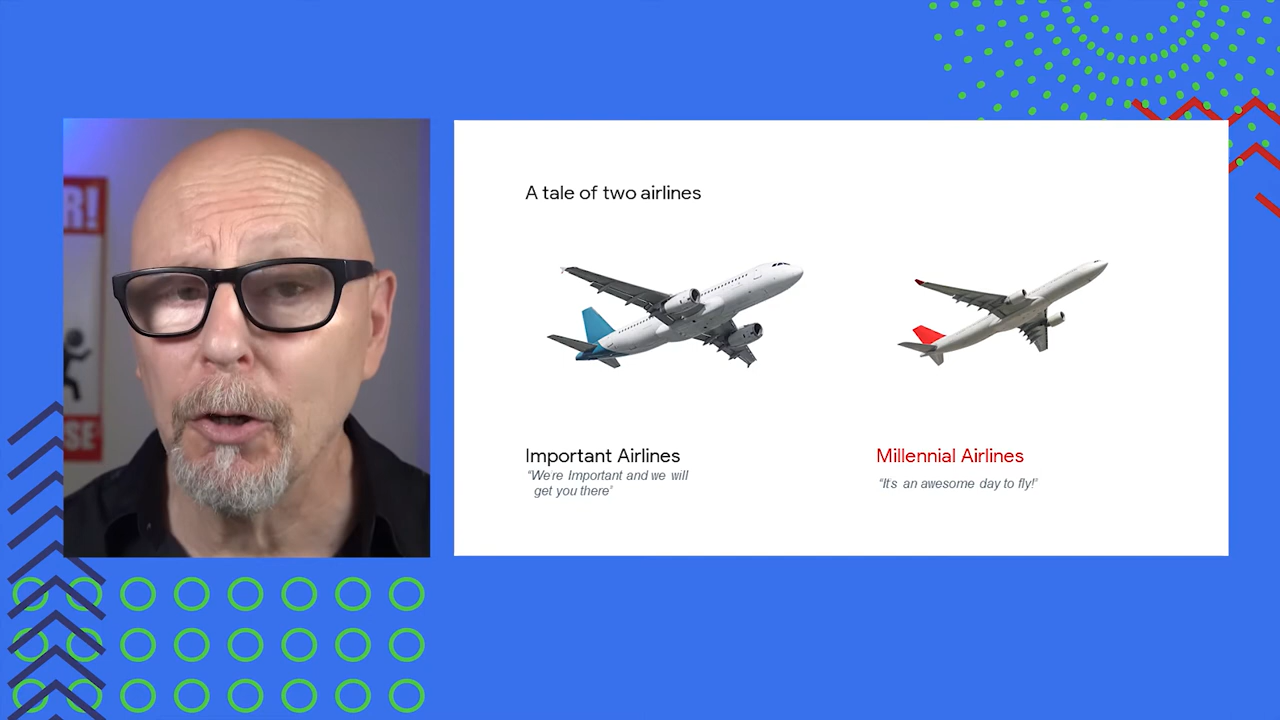 R!
SE
A tale of two airlines
Important Airlines
"We're Important and we will
get you there"
Millennial Airlines
"It's an awesome day to fly!"